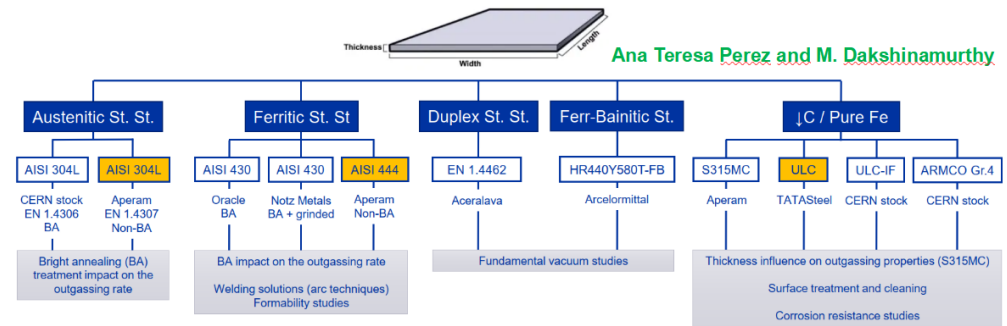 Thickness
Width
Length
Ana Teresa Perez and M. Dakshinamurthy
Austenitic St. St.
Ferritic St. St
Duplex St. St.
Ferr-Bainitic St.
↓C / Pure Fe
AISI 304L
AISI 304L
AISI 430
AISI 430
AISI 444
EN 1.4462
HR440Y580T-FB
S315MC
ULC
ULC-IF
ARMCO Gr.4
CERN stock
EN 1.4306
BA
Aperam
EN 1.4307
Non-BA
Oracle
BA
Notz Metals
BA + grinded
Aperam
Non-BA
Aceralava
Arcelormittal
Aperam
TATASteel
CERN stock
CERN stock
Bright annealing (BA)
treatment impact on the
outgassing rate
BA impact on the outgassing rate
Welding solutions (arc techniques)
Formability studies
Fundamental vacuum studies
Thickness influence on outgassing properties (S315MC)
Surface treatment and cleaning
Corrosion resistance studies